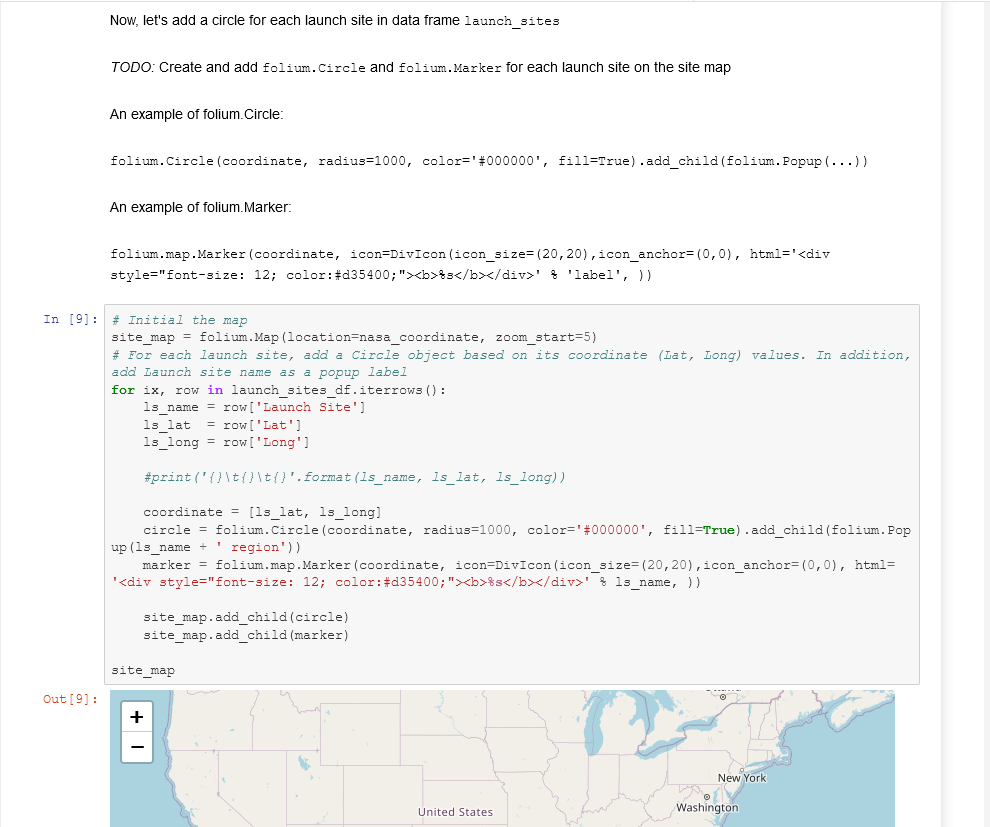 Now, let's add a circle for each launch site in data frame launch_sites
TODO: Create and add folium.Circle and folium.Marker for each launch site on the site map
An example of folium.Circle:
folium.Circle(coordinate, radius=1000, color='#000000', fill=True).add_child(folium.Popup(...))
An example of folium.Marker:
folium.map.Marker(coordinate, icon=DivIcon(icon_size=(20,20),icon_anchor=(0,0), html='<div
style="font-size: 12; color:#d35400;"><b>%s</b></div>' % 'label', ))
In [9]:
# Initial the map
site_map = folium.Map(location=nasa_coordinate, zoom_start=5)
# For each launch site, add a Circle object based on its coordinate (Lat, Long) values. In addition,
add Launch site name as a popup label
for ix, row in launch_sites_df.iterrows():
    ls_name = row['Launch Site']
    ls_lat  = row['Lat']
    ls_long = row['Long']
    #print('{}\t{}\t{}'.format(ls_name, ls_lat, ls_long))
    coordinate = [ls_lat, ls_long]
    circle = folium.Circle(coordinate, radius=1000, color='#000000', fill=True).add_child(folium.Pop
up(ls_name + ' region'))
    marker = folium.map.Marker(coordinate, icon=DivIcon(icon_size=(20,20),icon_anchor=(0,0), html=
'<div style="font-size: 12; color:#d35400;"><b>%s</b></div>' % ls_name, ))
    site_map.add_child(circle)
    site_map.add_child(marker)
site_map
Out[9]:
+
−
New York
Washington
United States